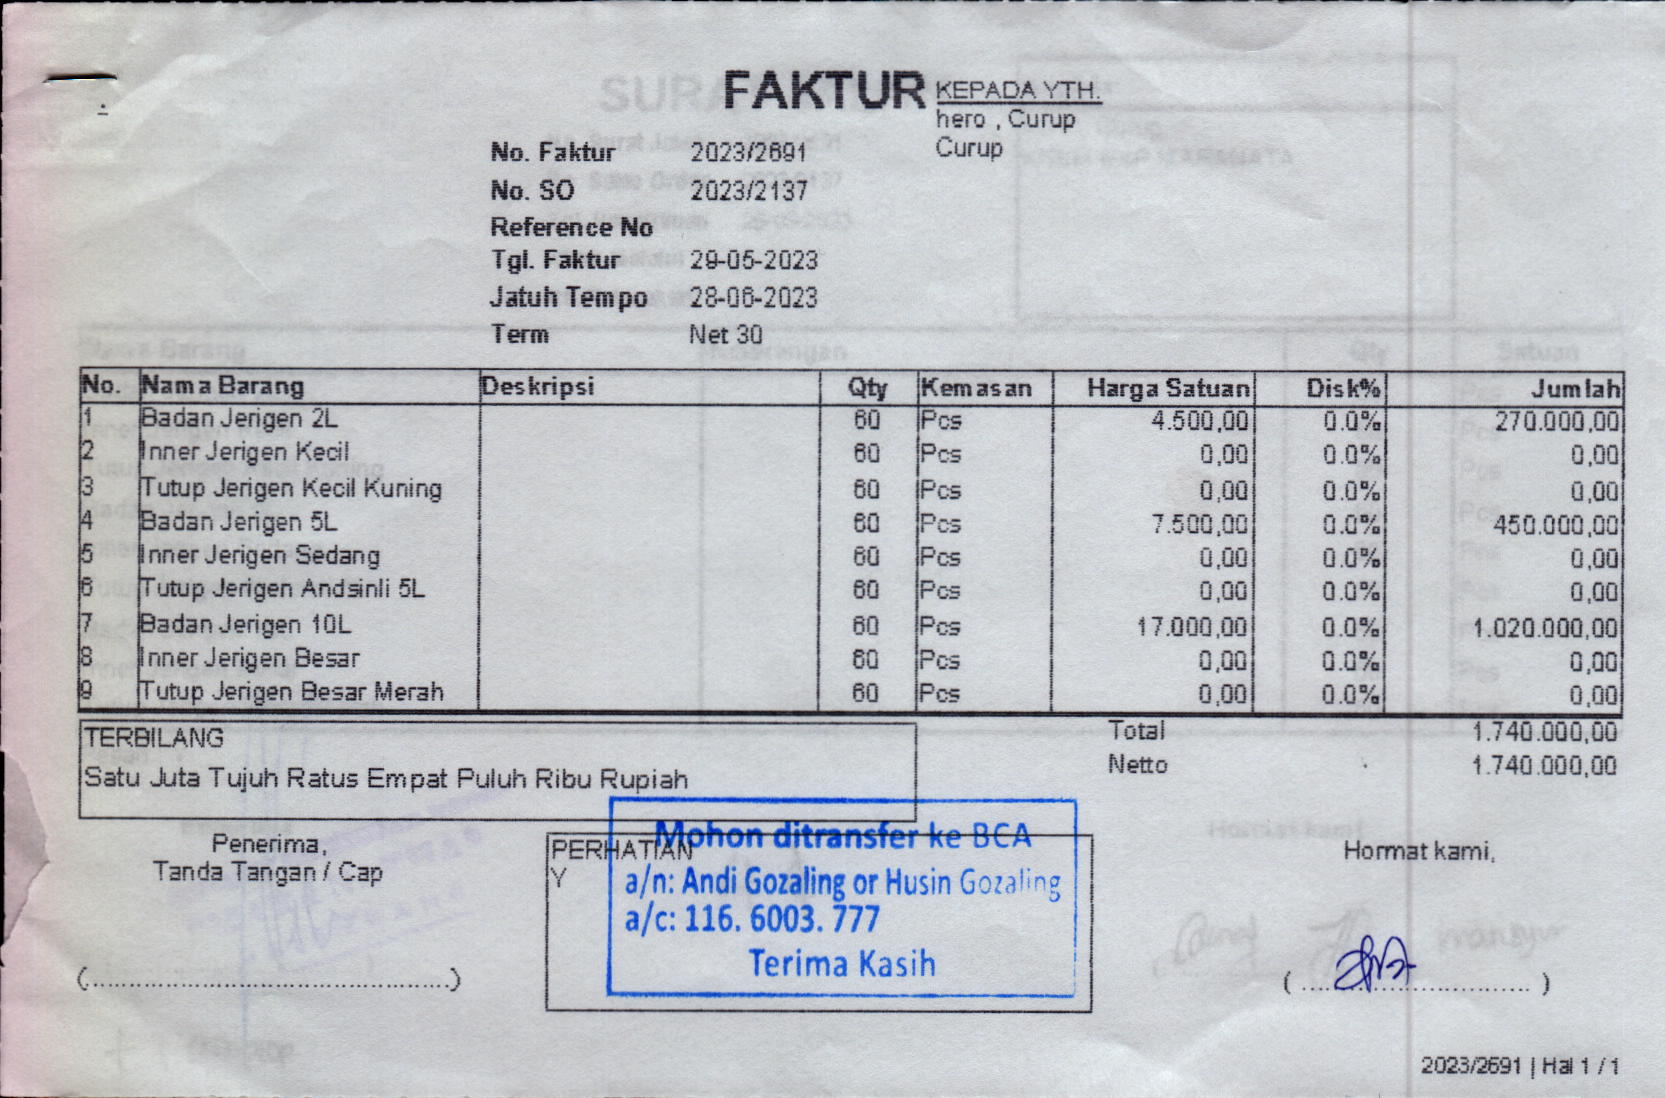 FAKTUR
KEPADA YTH.
hero , Curup
Curup
No. Faktur 2023/2691
No. SO 2023/2137
Reference No
Tgl. Faktur 29-05-2023
Jatuh Tempo 28-06-2023
Term Net 30
No. Nama Barang Deskripsi Qty Kemasan Harga Satuan Disk% Jumlah
1 Badan Jerigen 2L 60 Pcs 4.500,00 0.0% 270.000,00
2 Inner Jerigen Kecil 60 Pcs 0,00 0.0% 0,00
3 Tutup Jerigen Kecil Kuning 60 Pcs 0,00 0.0% 0,00
4 Badan Jerigen 5L 60 Pcs 7.500,00 0.0% 450.000,00
5 Inner Jerigen Sedang 60 Pcs 0,00 0.0% 0,00
6 Tutup Jerigen Andsinli 5L 60 Pcs 0,00 0.0% 0,00
7 Badan Jerigen 10L 60 Pcs 17.000,00 0.0% 1.020.000,00
8 Inner Jerigen Besar 60 Pcs 0,00 0.0% 0,00
9 Tutup Jerigen Besar Merah 60 Pcs 0,00 0.0% 0,00
Total 1.740.000,00
Netto 1.740.000,00
TERBILANG
Satu Juta Tujuh Ratus Empat Puluh Ribu Rupiah
Penerima,
Tanda Tangan / Cap
(................................................)
PERHATIAN
Y
Mohon ditransfer ke BCA
a/n: Andi Gozaling or Husin Gozaling
a/c: 116. 6003. 777
Terima Kasih
Hormat kami,
( ................................ )
2023/2691 | Hal 1 / 1